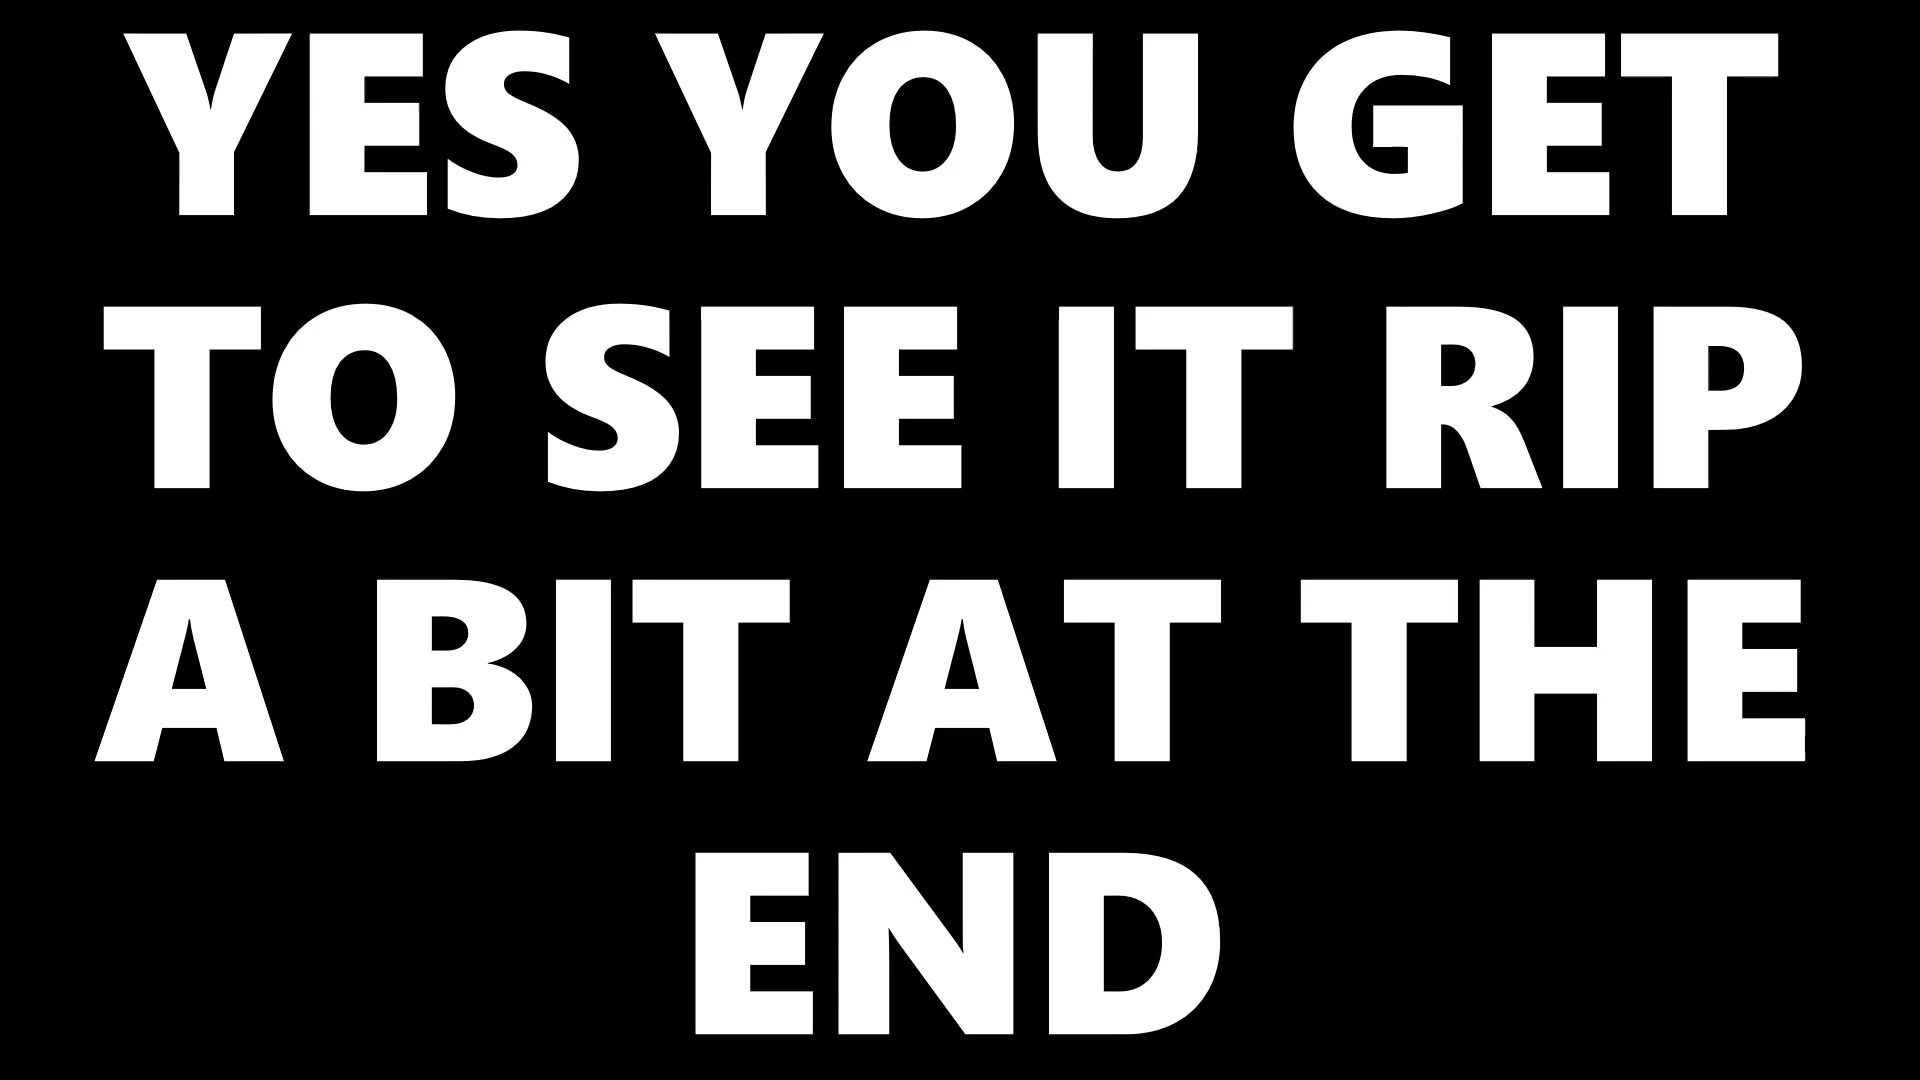 YES YOU GET
TO SEE IT RIP
A BIT AT THE
END